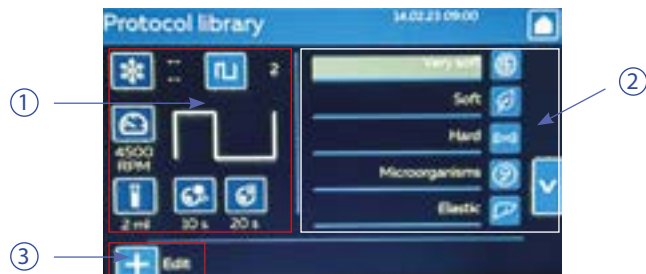 Protocol library
14.02.23 09:00
2
4500
RPM
2 ml
10 s
20 s
Very soft
Soft
Hard
Microorganisms
Elastic
Edit
1
2
3